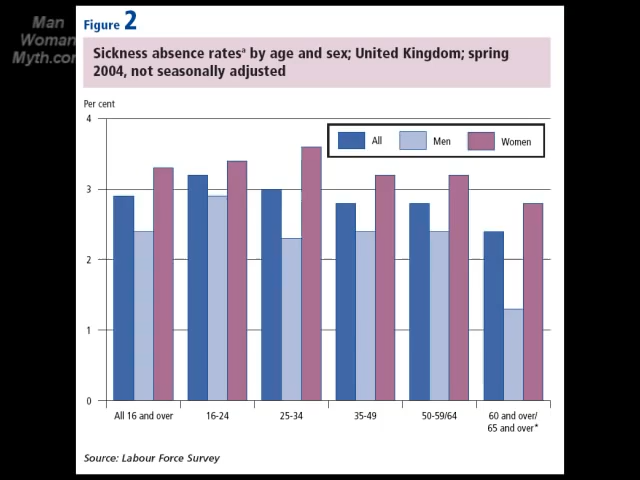 Man
Woman
Myth.com
Figure 2
Sickness absence ratesª by age and sex; United Kingdom; spring
2004, not seasonally adjusted
Per cent
4
All Men Women
3
2
1
0
All 16 and over 16-24 25-34 35-49 50-59/64 60 and over/
65 and over*
Source: Labour Force Survey